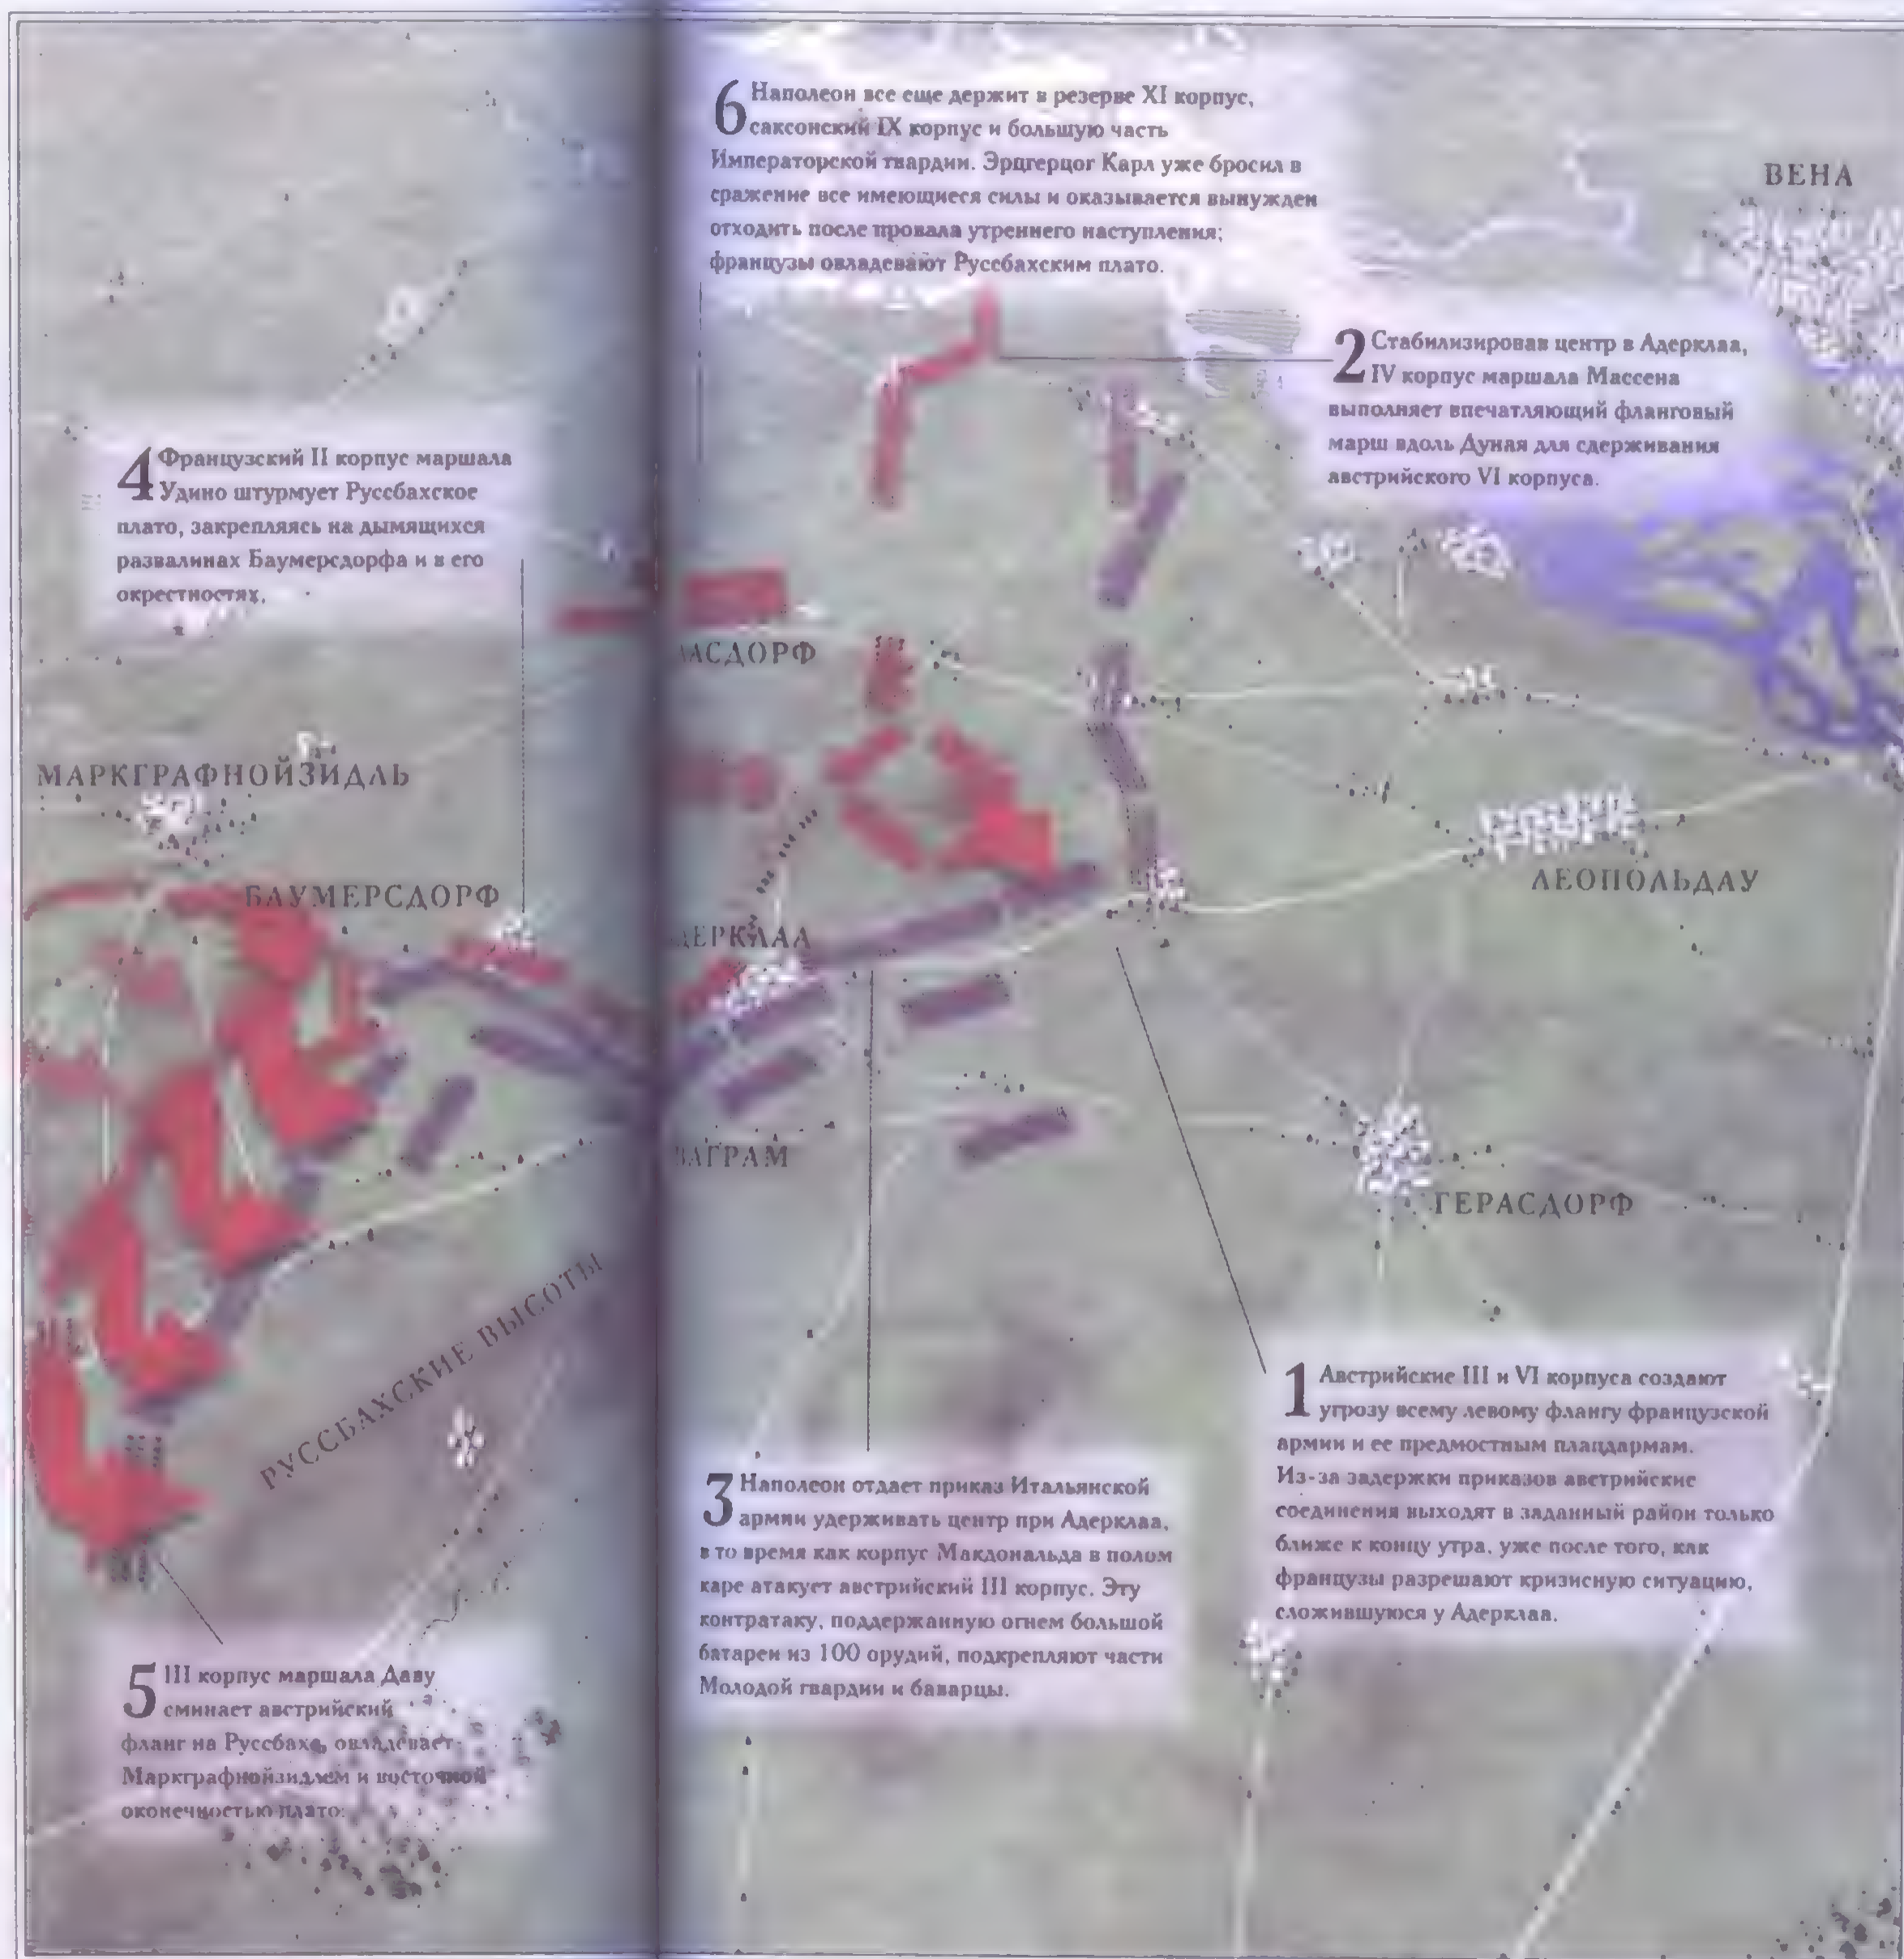 6 Наполеон все еще держит в резерве XI корпус,
саксонский IX корпус и большую часть
Императорской гвардии. Эрцгерцог Карл уже бросил в
сражение все имеющиеся силы и оказывается вынужден
отходить после провала утреннего наступления;
французы овладевают Руссбахским плато.
ВЕНА
2 Стабилизировав центр в Адерклаа,
IV корпус маршала Массена
выполняет впечатляющий фланговый
марш вдоль Дуная для сдерживания
австрийского VI корпуса.
4 Французский II корпус маршала
Удино штурмует Руссбахское
плато, закрепляясь на дымящихся
развалинах Баумерсдорфа и в его
окрестностях.
АСДОРФ
МАРКГРАФНОЙЗИДЛЬ
БАУМЕРСДОРФ
ЛЕОПОЛЬДАУ
ДЕРКЛАА
ВАГРАМ
ГЕРАСДОРФ
РУССБАХСКИЕ ВЫСОТЫ
1 Австрийские III и VI корпуса создают
угрозу всему левому флангу французской
армии и ее предмостным плацдармам.
Из-за задержки приказов австрийские
соединения выходят в заданный район только
ближе к концу утра, уже после того, как
французы разрешают кризисную ситуацию,
сложившуюся у Адерклаа.
3 Наполеон отдает приказ Итальянской
армии удерживать центр при Адерклаа,
в то время как корпус Макдональда в полом
каре атакует австрийский III корпус. Эту
контратаку, поддержанную огнем большой
батареи из 100 орудий, подкрепляют части
Молодой гвардии и баварцы.
5 III корпус маршала Даву
сминает австрийский
фланг на Руссбахе, овладевает
Маркграфнойзидлем и восточной
оконечностью плато.